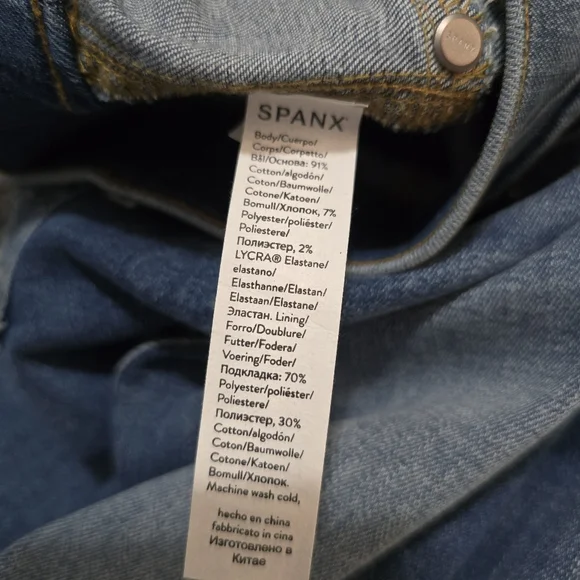 SPANX
Body/Cuerpo/
Corps/Corpetto/
Bål/Основа: 91%
Cotton/algodón/
Coton/Baumwolle/
Cotone/Katoen/
Bomull/Хлопок, 7%
Polyester/poliéster/
Poliestere/
Полиэстер, 2%
LYCRA® Elastane/
elastano/
Elasthanne/Elastan/
Elastaan/Elastane/
Эластан. Lining/
Forro/Doublure/
Futter/Fodera/
Voering/Foder/
Подкладка: 70%
Polyester/poliéster/
Poliestere/
Полиэстер, 30%
Cotton/algodón/
Coton/Baumwolle/
Cotone/Katoen/
Bomull/Хлопок.
Machine wash cold,
hecho en china
fabbricato in cina
Изготовлено в
Китае